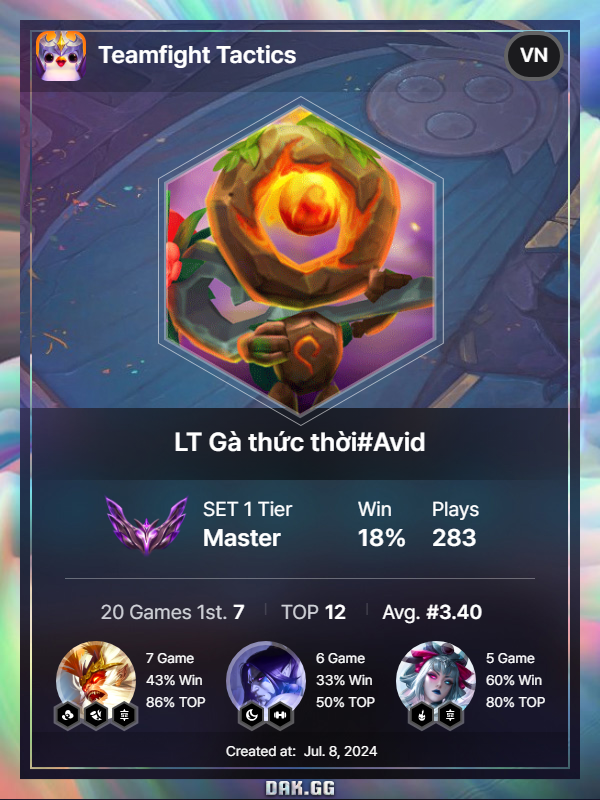 Teamfight Tactics
VN
LT Gà thức thời#Avid
SET 1 Tier Win Plays
Master 18% 283
20 Games 1st. 7 TOP 12 Avg. #3.40
7 Game 6 Game 5 Game
43% Win 33% Win 60% Win
86% TOP 50% TOP 80% TOP
Created at: Jul. 8, 2024
DAK.GG